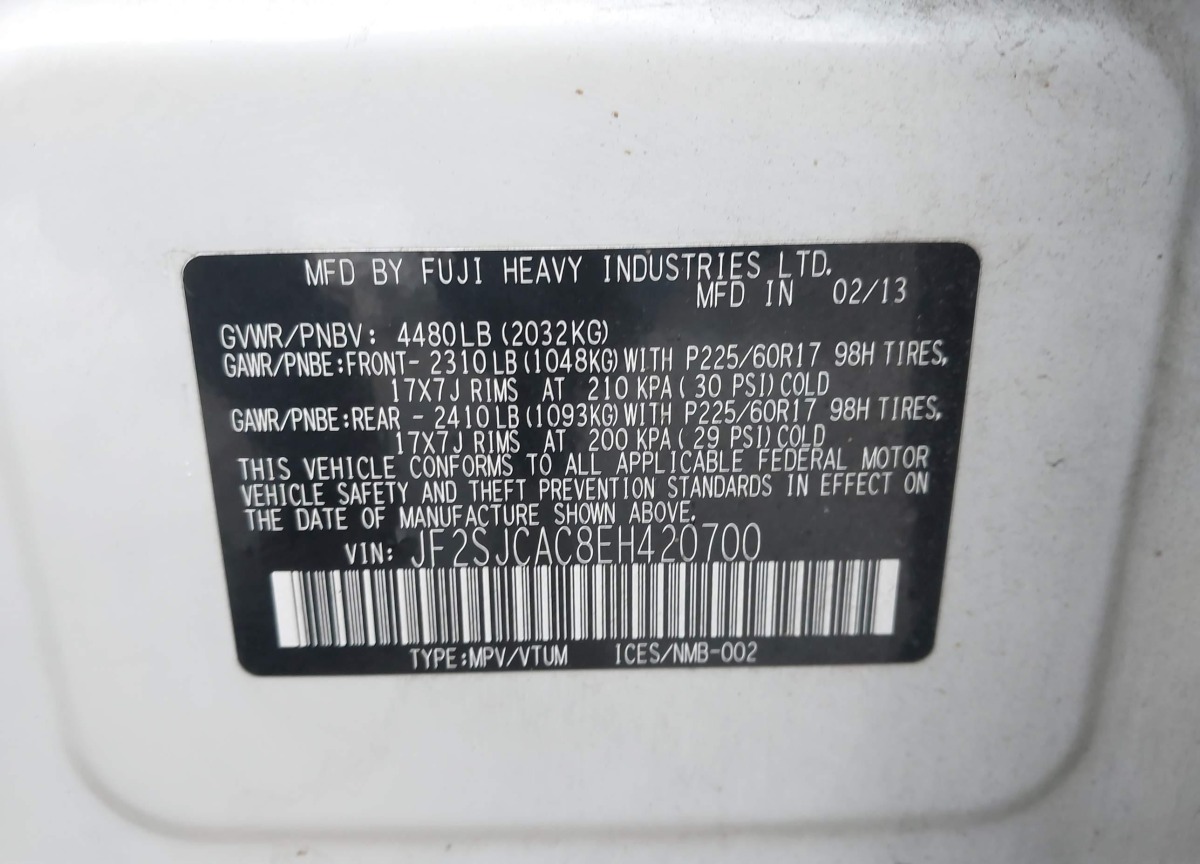 MFD BY FUJI HEAVY INDUSTRIES LTD.
MFD IN 02/13
GVWR/PNBV: 4480LB (2032KG)
GAWR/PNBE:FRONT- 2310LB (1048KG)WITH P225/60R17 98H TIRES,
17X7J RIMS AT 210 KPA ( 30 PSI)COLD
GAWR/PNBE:REAR - 2410LB (1093KG)WITH P225/60R17 98H TIRES,
17X7J RIMS AT 200 KPA ( 29 PSI)COLD
THIS VEHICLE CONFORMS TO ALL APPLICABLE FEDERAL MOTOR
VEHICLE SAFETY AND THEFT PREVENTION STANDARDS IN EFFECT ON
THE DATE OF MANUFACTURE SHOWN ABOVE.
VIN: JF2SJCAC8EH420700
TYPE:MPV/VTUM ICES/NMB-002